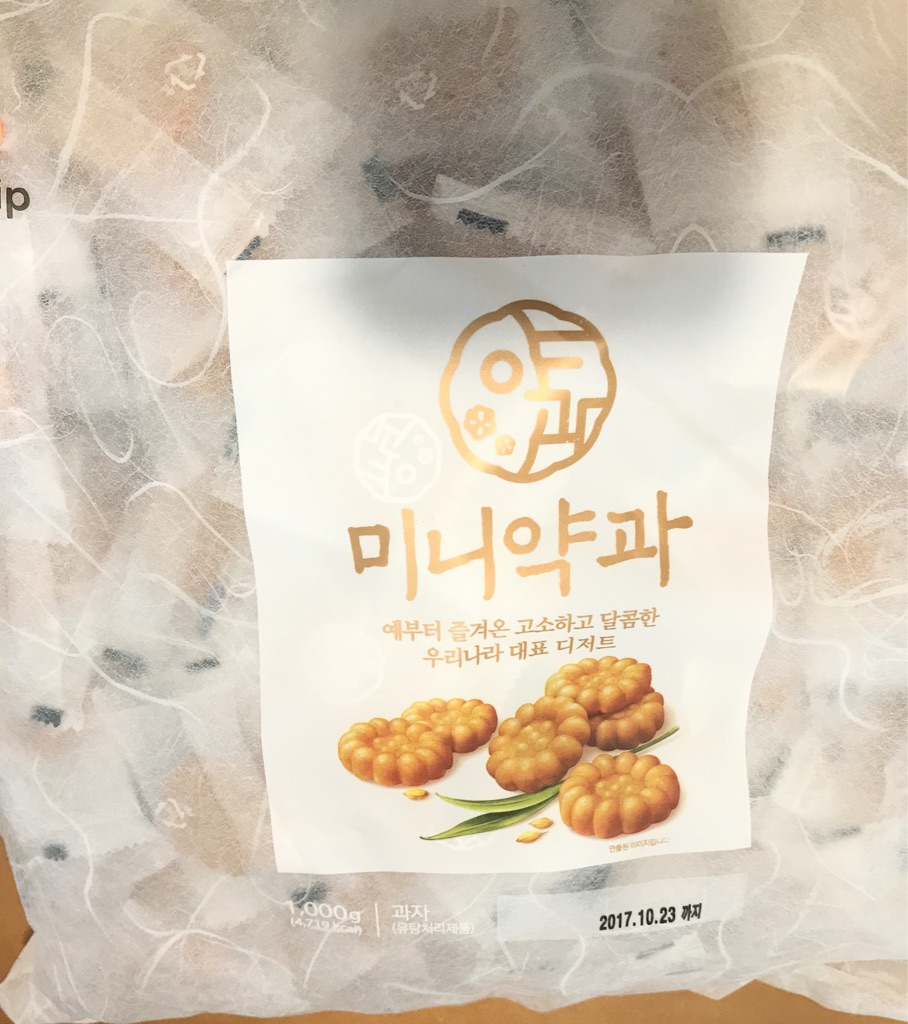 ip
약과
미니약과
예부터 즐겨온 고소하고 달콤한
우리나라 대표 디저트
연출된 이미지입니다
1,000g
(4,719 kcal)
과자
(유탕처리제품)
2017.10.23 까지